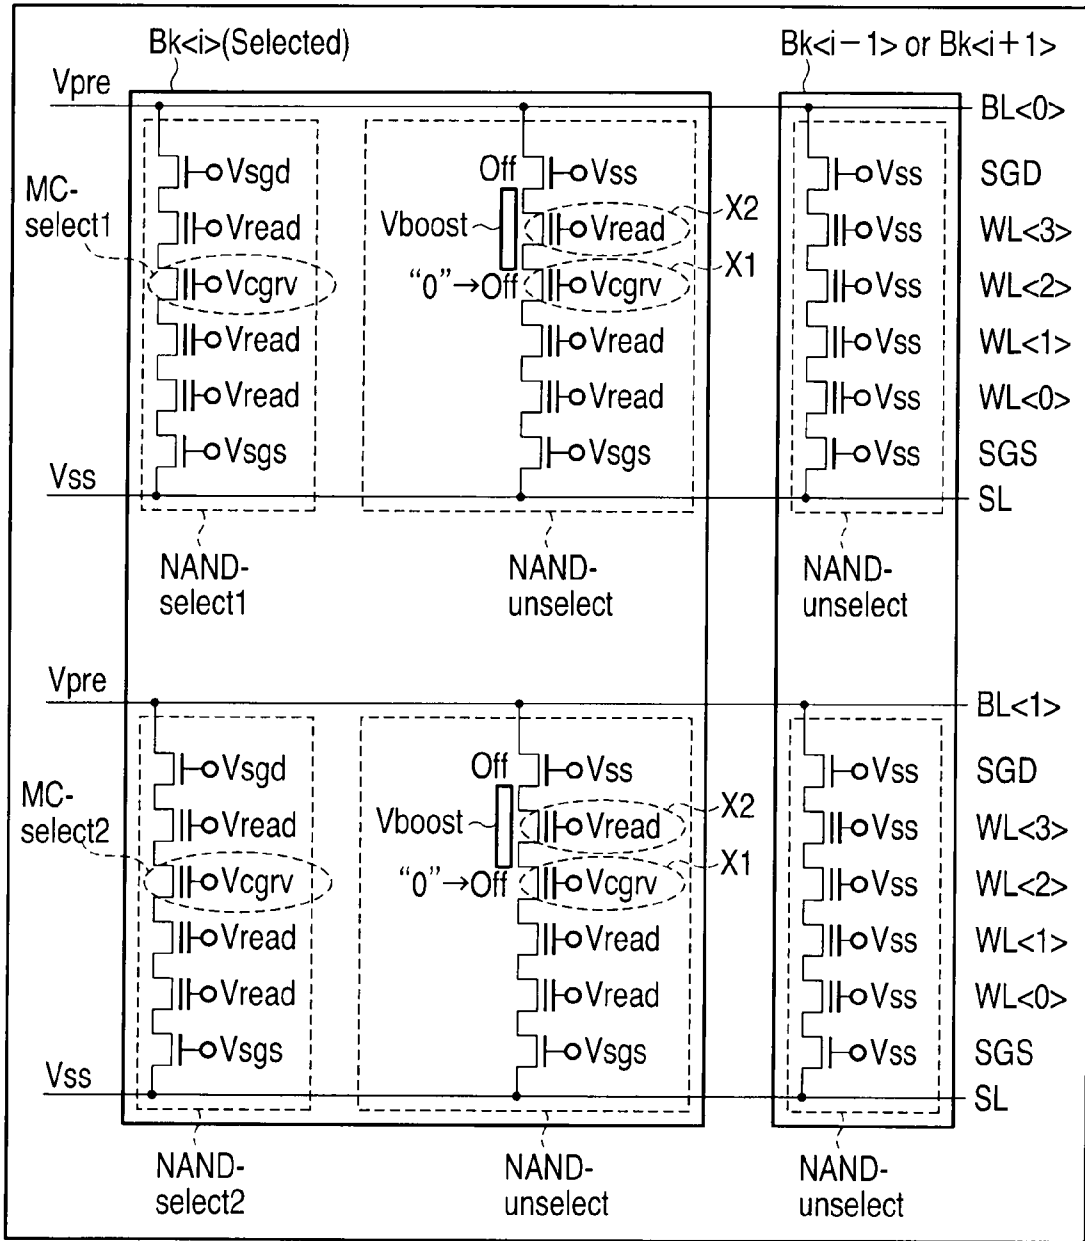 Bk<i>(Selected)
Bk<i−1> or Bk<i+1>
Vpre
BL<0>
MC-
select1
Vsgd
Off
Vss
Vss
SGD
Vread
Vboost
Vread
X2
Vss
WL<3>
Vcgrv
“0”→Off
Vcgrv
X1
Vss
WL<2>
Vread
Vread
Vss
WL<1>
Vread
Vread
Vss
WL<0>
Vsgs
Vsgs
Vss
SGS
Vss
SL
NAND-
select1
NAND-
unselect
NAND-
unselect
Vpre
BL<1>
MC-
select2
Vsgd
Off
Vss
Vss
SGD
Vread
Vboost
Vread
X2
Vss
WL<3>
Vcgrv
“0”→Off
Vcgrv
X1
Vss
WL<2>
Vread
Vread
Vss
WL<1>
Vread
Vread
Vss
WL<0>
Vsgs
Vsgs
Vss
SGS
Vss
SL
NAND-
select2
NAND-
unselect
NAND-
unselect